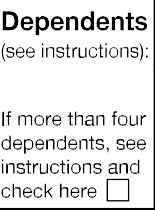 Dependents
(see instructions):
If more than four
dependents, see
instructions and
check here